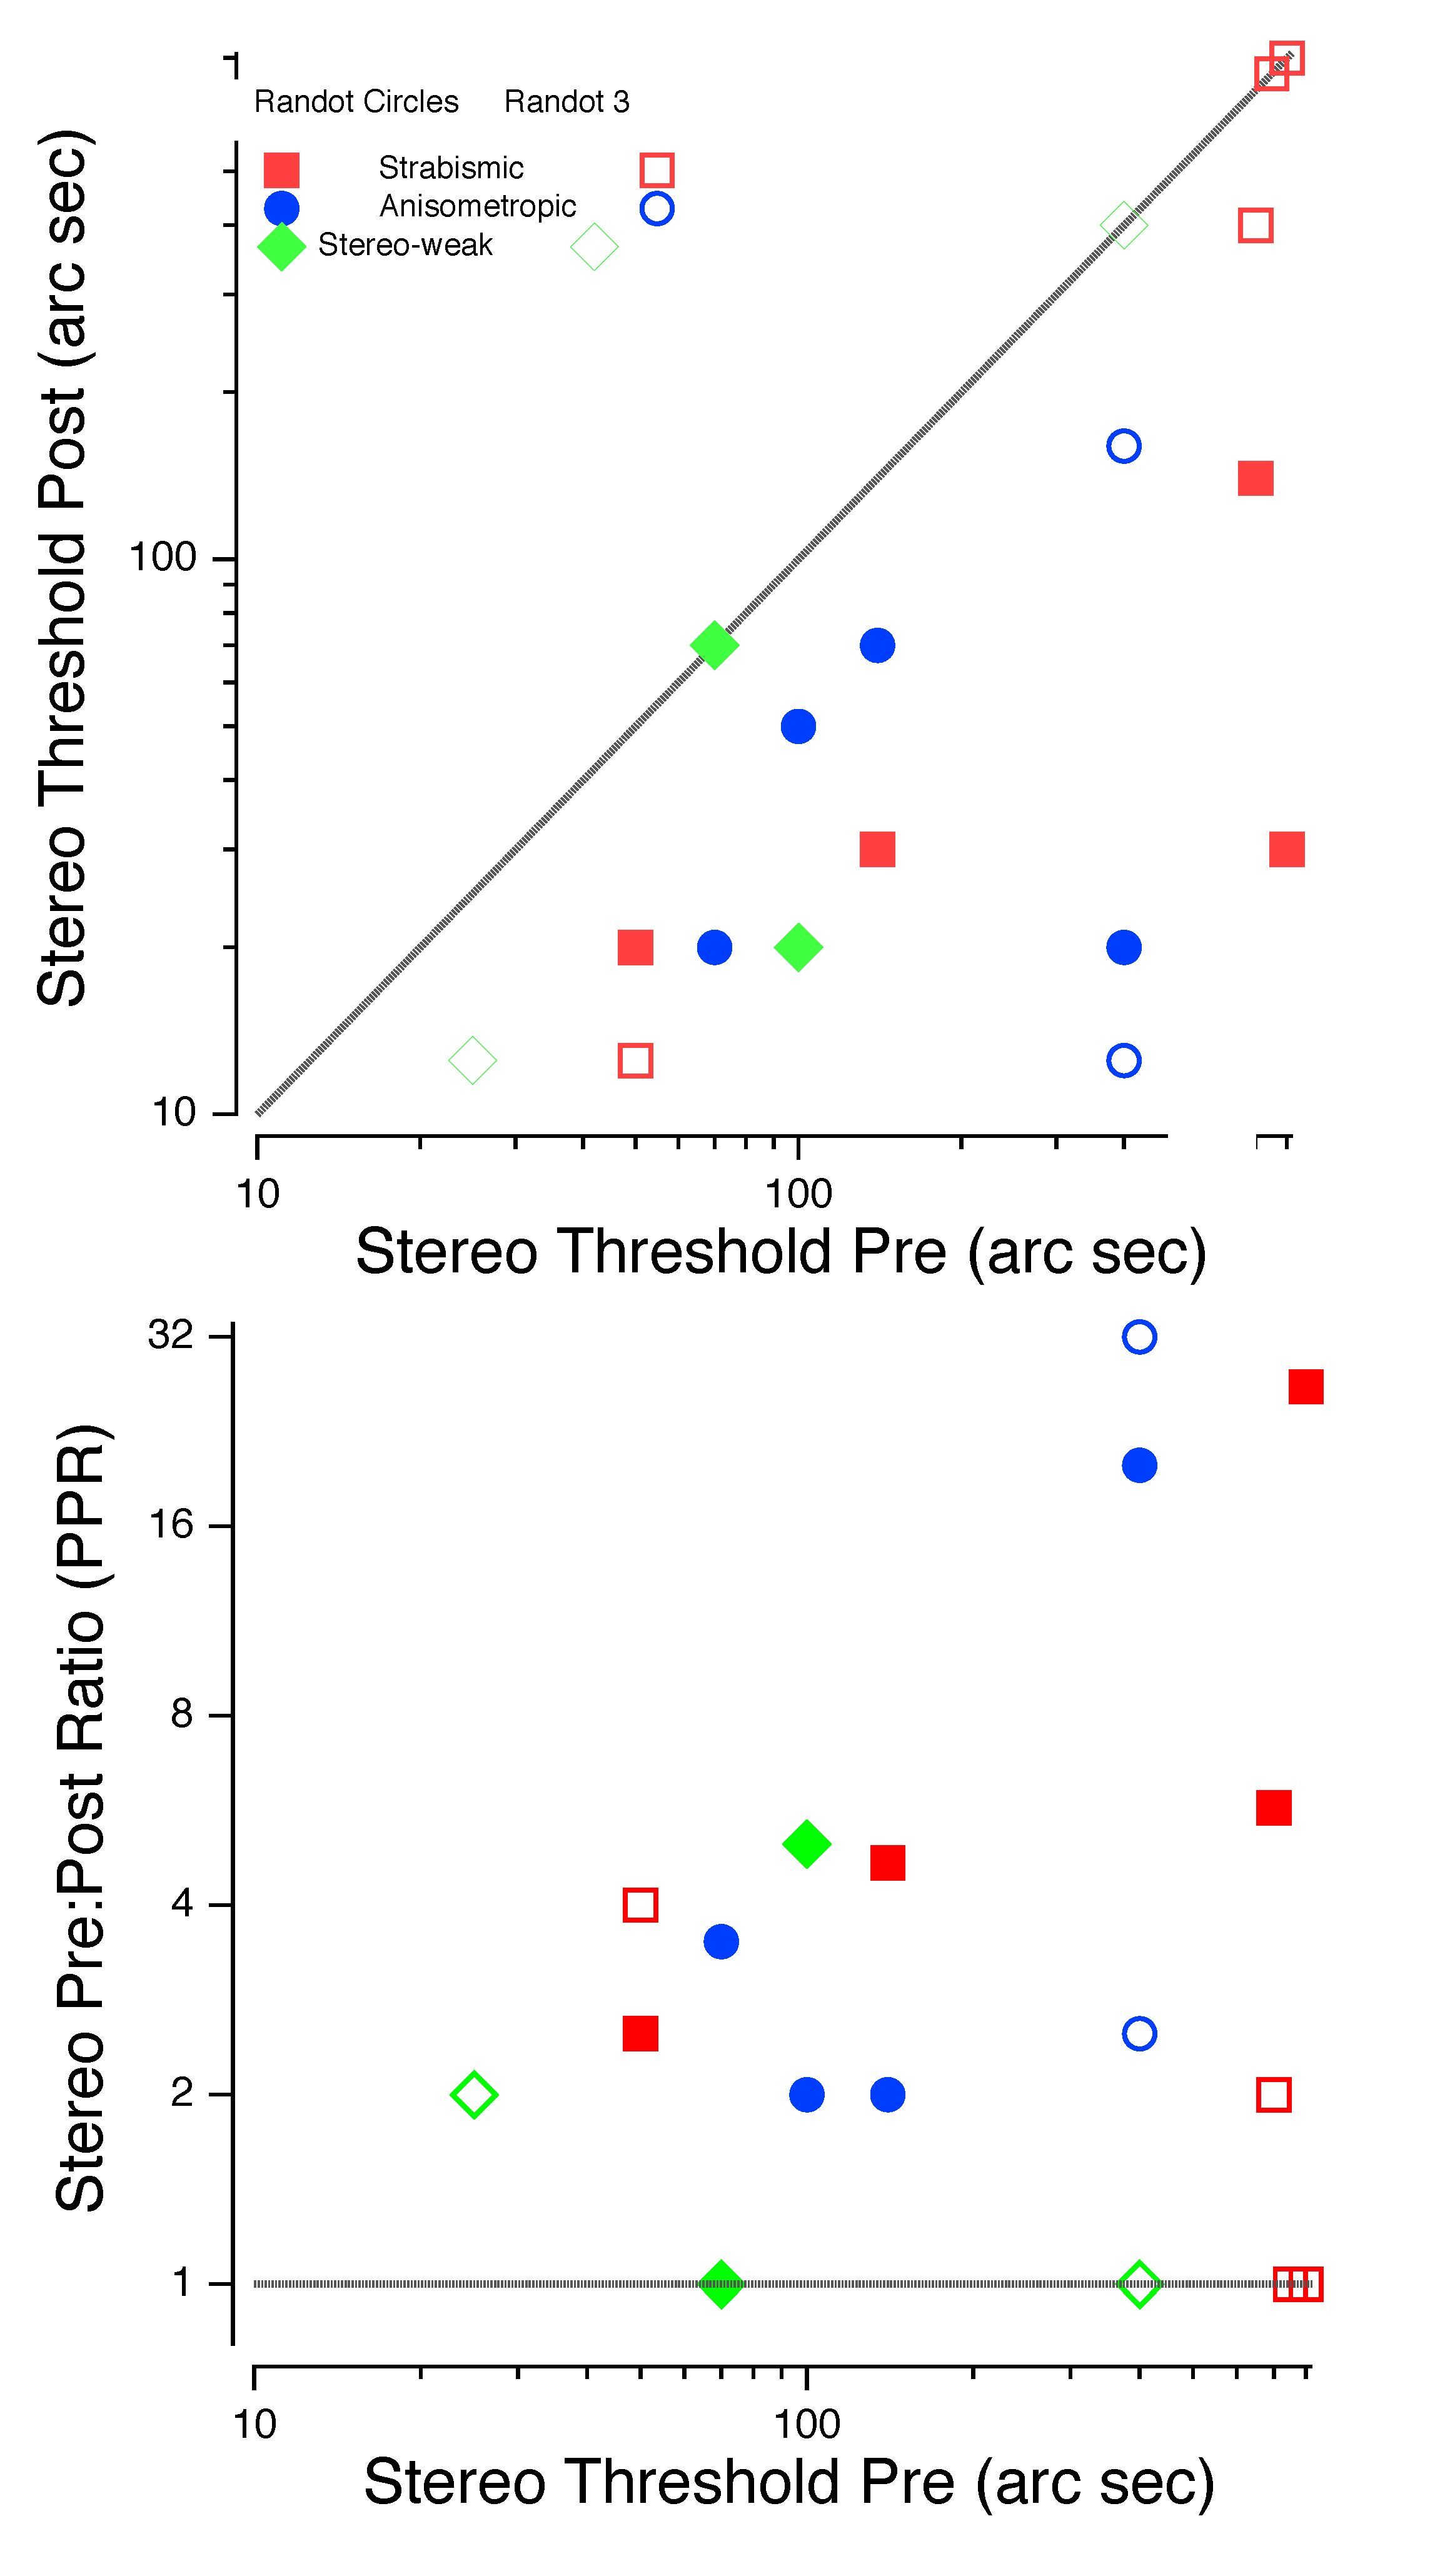 Randot Circles Randot 3
Strabismic
Anisometropic
Stereo-weak
Stereo Threshold Post (arc sec)
100
10
10 100
Stereo Threshold Pre (arc sec)
Stereo Pre:Post Ratio (PPR)
32
16
8
4
2
1
10 100
Stereo Threshold Pre (arc sec)